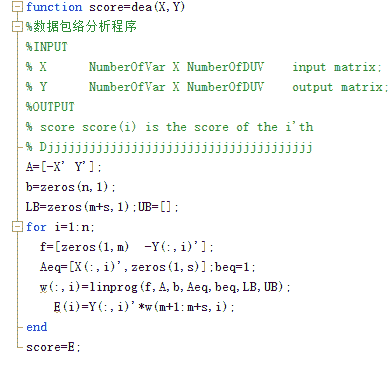 function score=dea(X,Y)
%数据包络分析程序
%INPUT
% X NumberOfVar X NumberOfDUV input matrix;
% Y NumberOfVar X NumberOfDUV output matrix;
%OUTPUT
% score score(i) is the score of the i'th
% Djjjjjjjjjjjjjjjjjjjjjjjjjjjjjjjjjjjjjj
A=[-X' Y'];
b=zeros(n,1);
LB=zeros(m+s,1);UB=[];
for i=1:n;
f=[zeros(1,m) -Y(:,i)'];
Aeq=[X(:,i)',zeros(1,s)];beq=1;
w(:,i)=linprog(f,A,b,Aeq,beq,LB,UB);
E(i)=Y(:,i)'*w(m+1:m+s,i);
end
score=E;